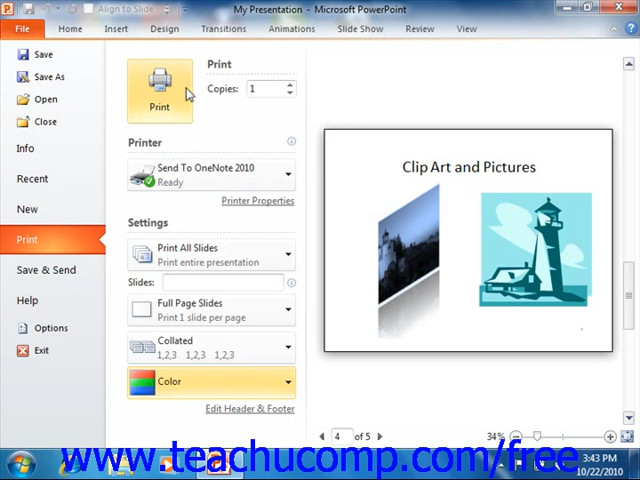 Align to Slide
My Presentation - Microsoft PowerPoint
File Home Insert Design Transitions Animations Slide Show Review View
Save
Save As
Open
Close
Info
Recent
New
Print
Save & Send
Help
Options
Exit
Print
Print
Copies: 1
Printer
Send To OneNote 2010
Ready
Printer Properties
Settings
Print All Slides
Print entire presentation
Slides:
Full Page Slides
Print 1 slide per page
Collated
1,2,3 1,2,3 1,2,3
Color
Edit Header & Footer
Clip Art and Pictures
4 of 5
34%
www.teachucomp.com/free
3:43 PM
10/22/2010